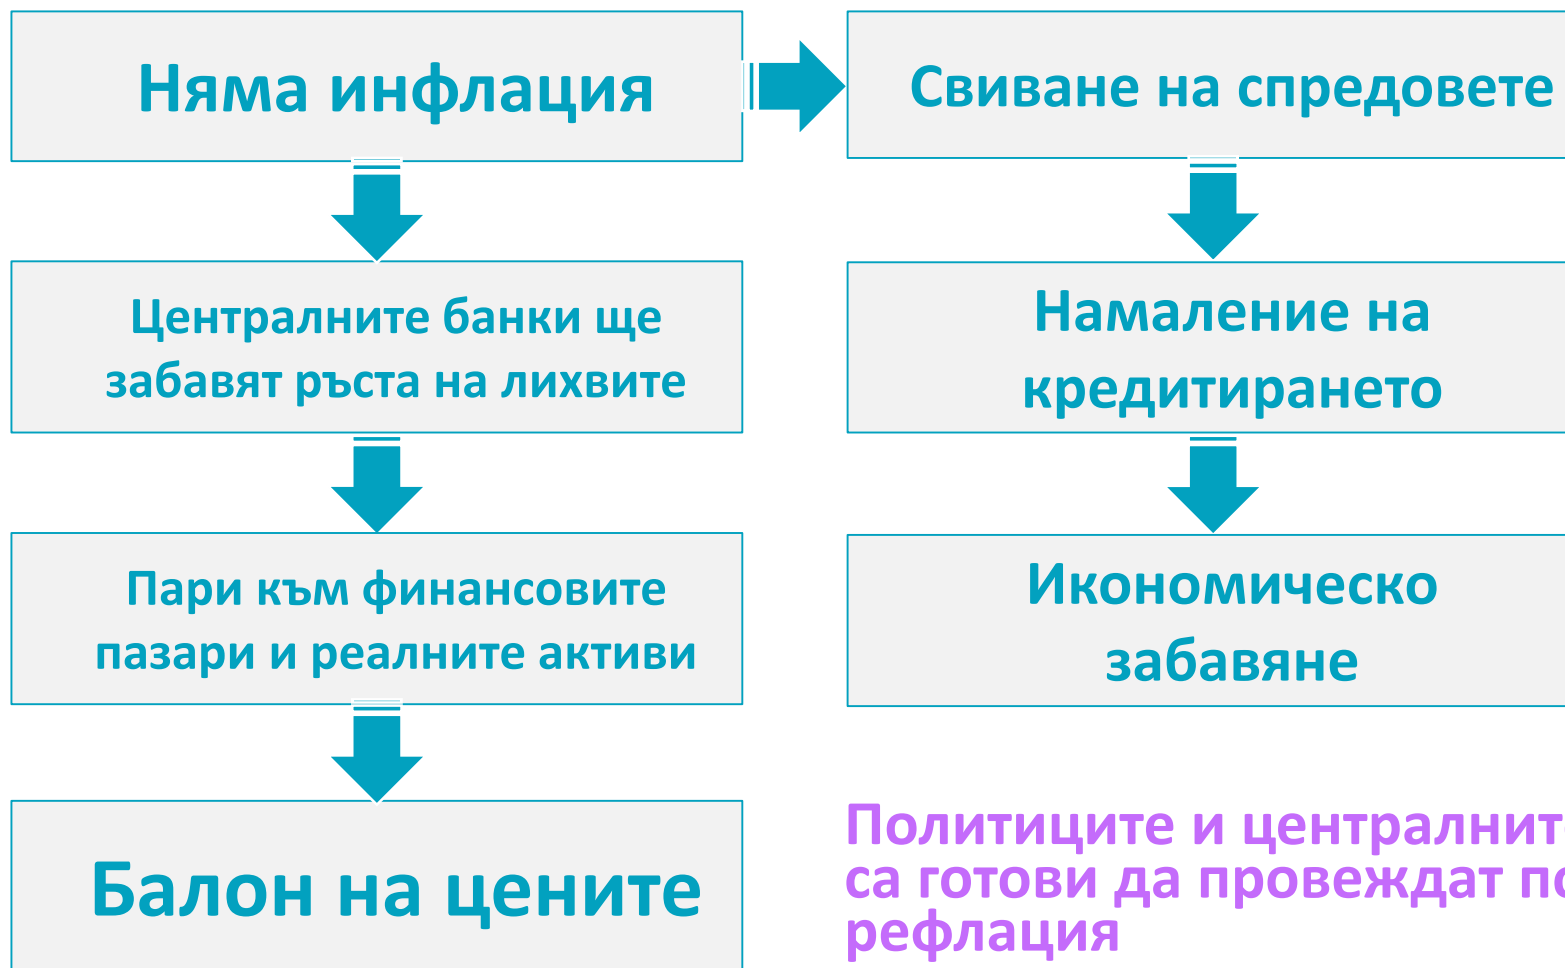 Няма инфлация
Свиване на спредовете
Централните банки ще
забавят ръста на лихвите
Намаление на
кредитирането
Пари към финансовите
пазари и реалните активи
Икономическо
забавяне
Балон на цените
Политиците и централнит
са готови да провеждат
рефлация